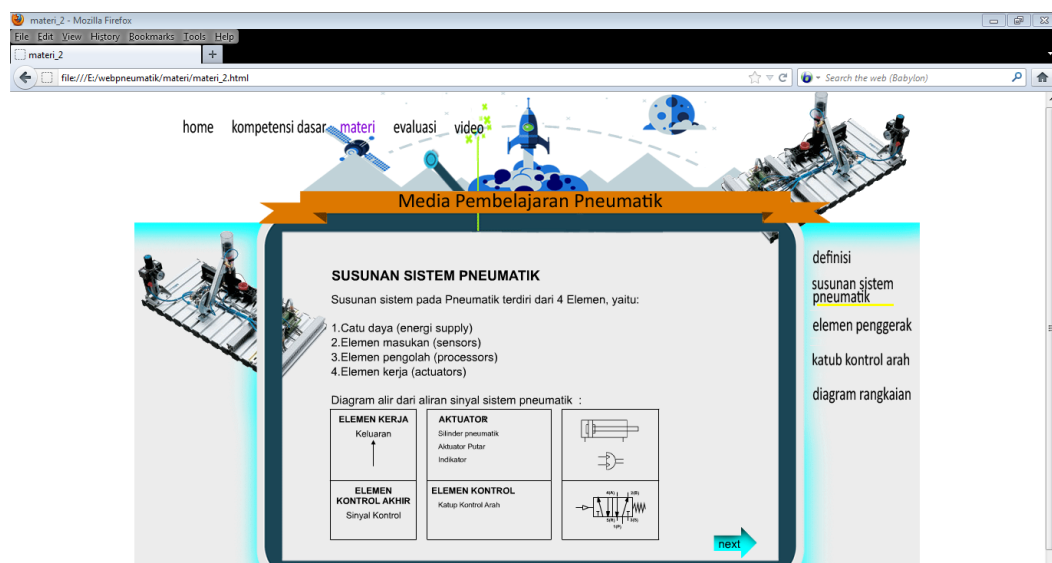 materi_2 - Mozilla Firefox
File Edit View History Bookmarks Tools Help
materi_2
file:///E:/webpneumatik/materi/materi_2.html
Search the web (Babylon)
home kompetensi dasar materi evaluasi video
Media Pembelajaran Pneumatik
SUSUNAN SISTEM PNEUMATIK
Susunan sistem pada Pneumatik terdiri dari 4 Elemen, yaitu:
1.Catu daya (energi supply)
2.Elemen masukan (sensors)
3.Elemen pengolah (processors)
4.Elemen kerja (actuators)
Diagram alir dari aliran sinyal sistem pneumatik :
ELEMEN KERJA
Keluaran
AKTUATOR
Silinder pneumatik
Aktuator Putar
Indikator
ELEMEN
KONTROL AKHIR
Sinyal Kontrol
ELEMEN KONTROL
Katup Kontrol Arah
next
definisi
susunan sistem
pneumatik
elemen penggerak
katub kontrol arah
diagram rangkaian